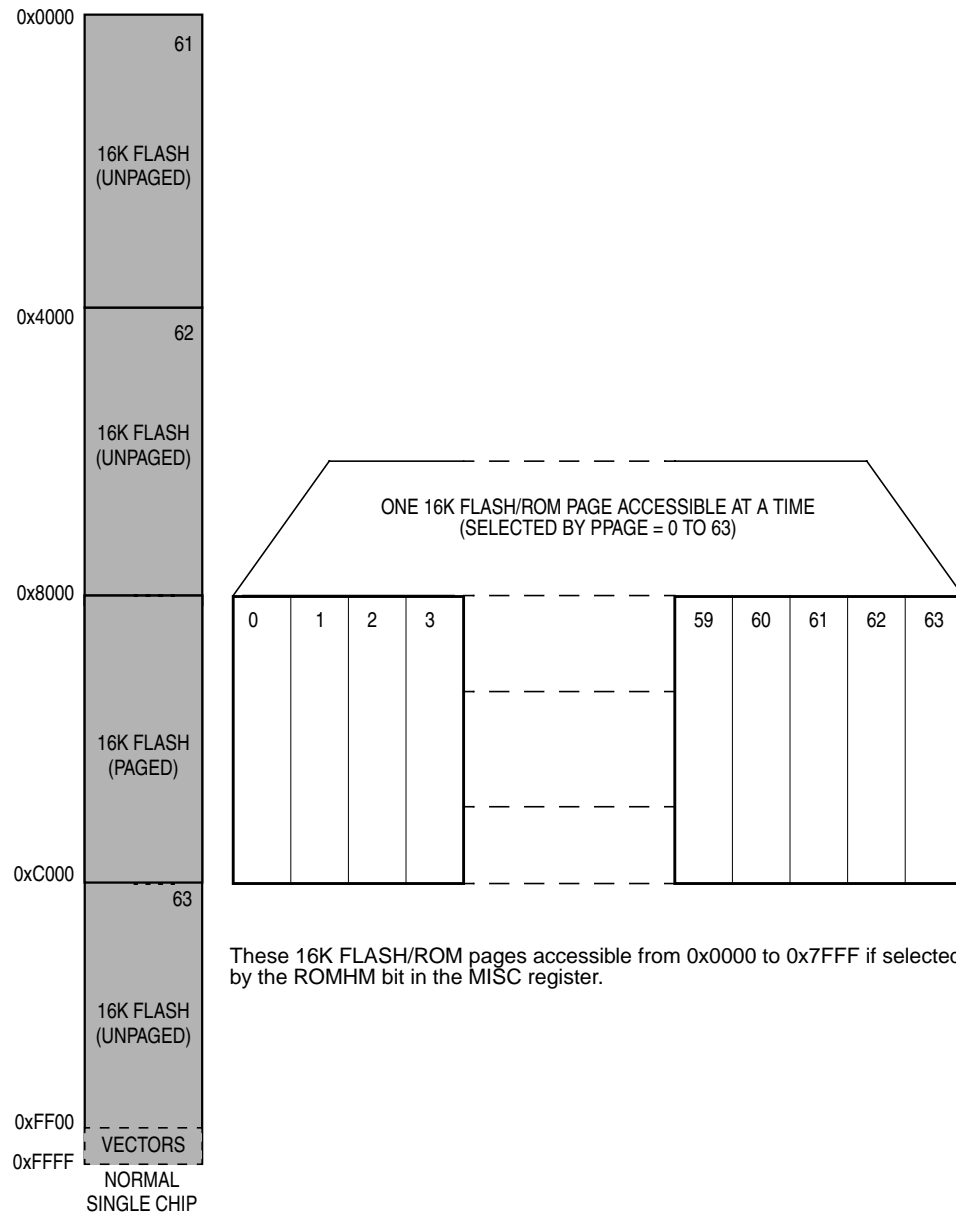 0x0000
61
16K FLASH
(UNPAGED)
0x4000
62
16K FLASH
(UNPAGED)
ONE 16K FLASH/ROM PAGE ACCESSIBLE AT A TIME
(SELECTED BY PPAGE = 0 TO 63)
0x8000
0 1 2 3 59 60 61 62 63
16K FLASH
(PAGED)
0xC000
63
These 16K FLASH/ROM pages accessible from 0x0000 to 0x7FFF if selected
by the ROMHM bit in the MISC register.
16K FLASH
(UNPAGED)
0xFF00
VECTORS
0xFFFF
NORMAL
SINGLE CHIP